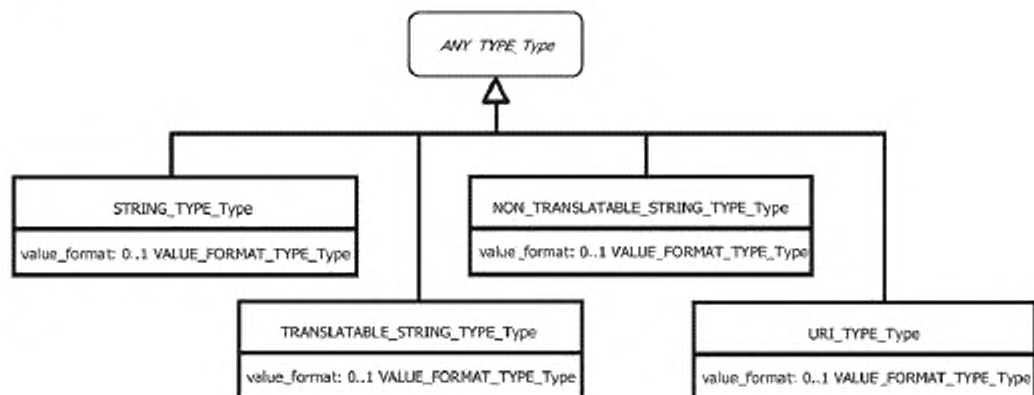 ANY_TYPE_Type
STRING_TYPE_Type
value_format: 0..1 VALUE_FORMAT_TYPE_Type
NON_TRANSLATABLE_STRING_TYPE_Type
value_format: 0..1 VALUE_FORMAT_TYPE_Type
TRANSLATABLE_STRING_TYPE_Type
value_format: 0..1 VALUE_FORMAT_TYPE_Type
URI_TYPE_Type
value_format: 0..1 VALUE_FORMAT_TYPE_Type